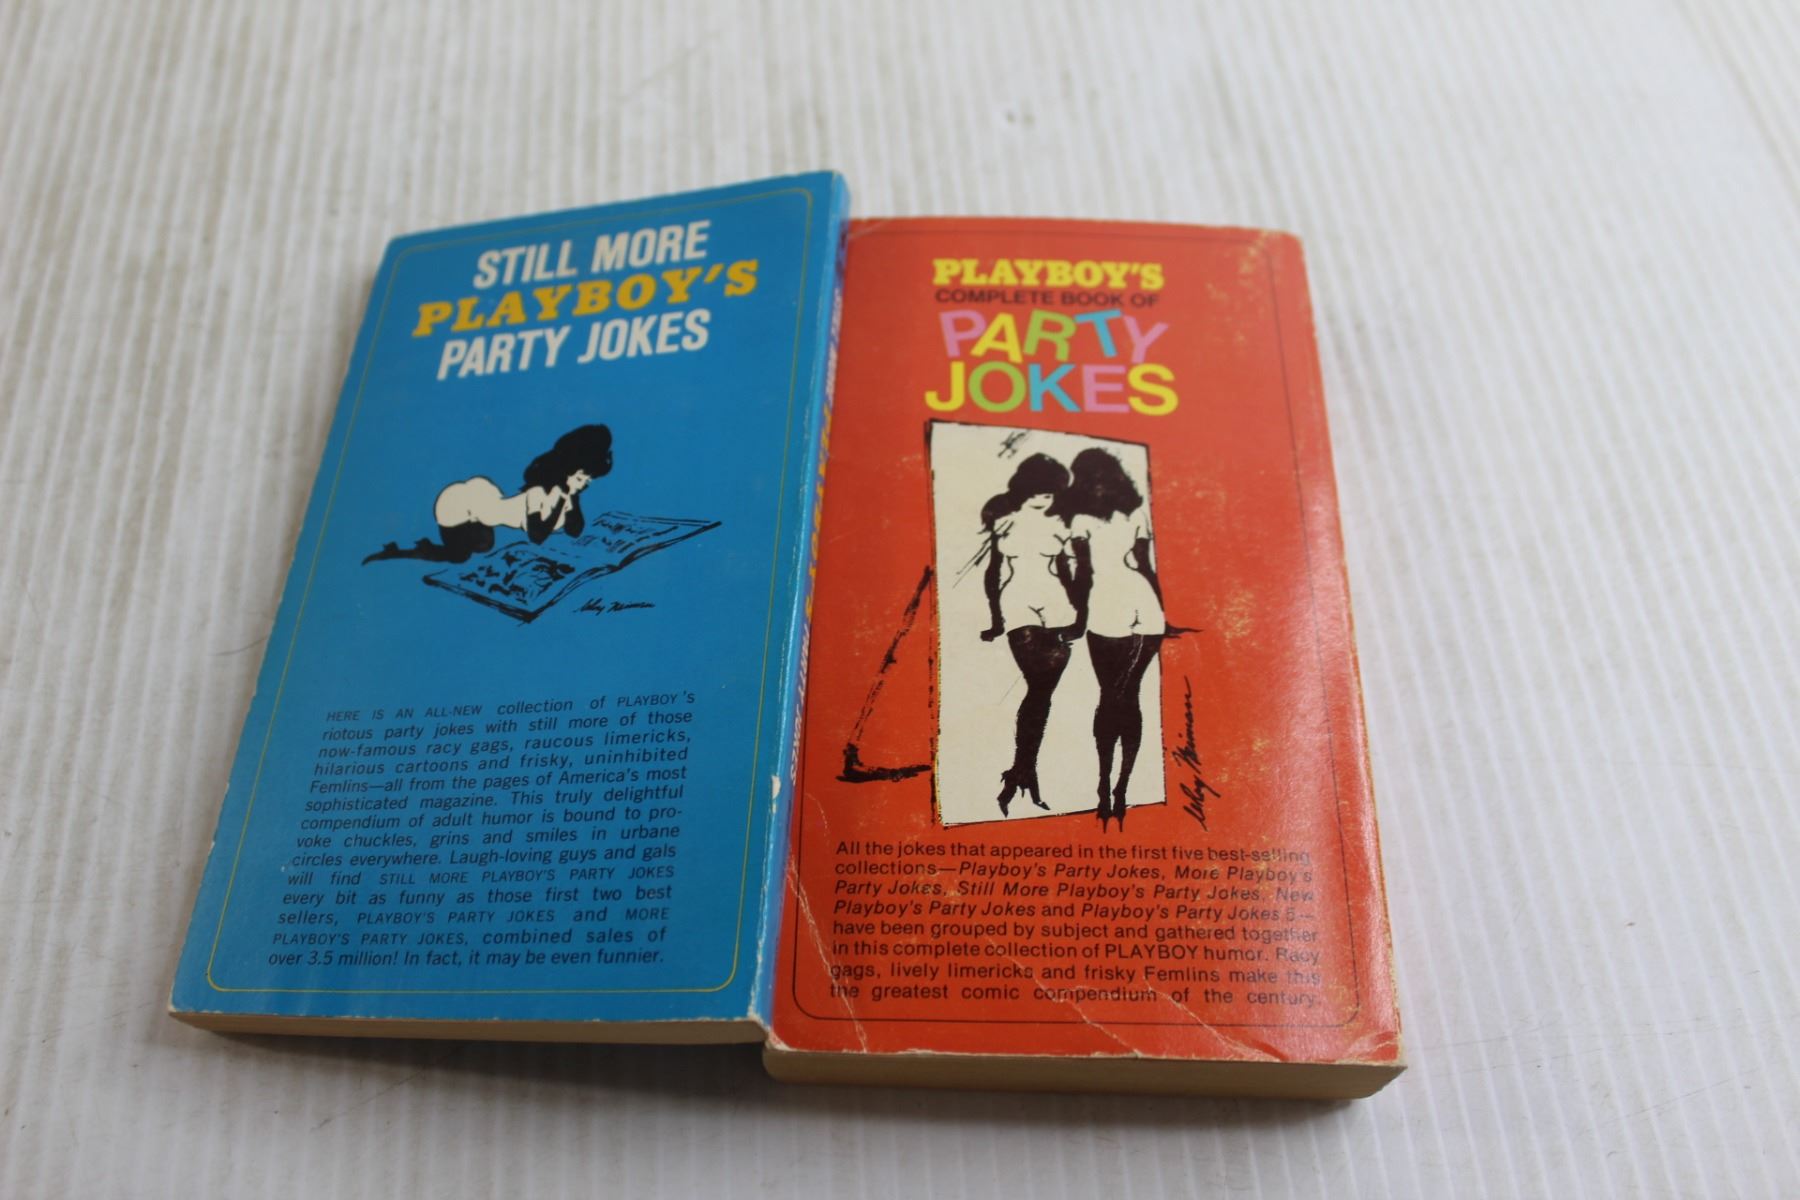 STILL MORE
PLAYBOY'S
PARTY JOKES
leRoy Neiman
HERE IS AN ALL-NEW collection of PLAYBOY'S
riotous party jokes with still more of those
now-famous racy gags, raucous limericks,
hilarious cartoons and frisky, uninhibited
Femlins—all from the pages of America's most
sophisticated magazine. This truly delightful
compendium of adult humor is bound to pro-
voke chuckles, grins and smiles in urbane
circles everywhere. Laugh-loving guys and gals
will find STILL MORE PLAYBOY'S PARTY JOKES
every bit as funny as those first two best
sellers, PLAYBOY'S PARTY JOKES and MORE
PLAYBOY'S PARTY JOKES, combined sales of
over 3.5 million! In fact, it may be even funnier.
PLAYBOY'S
COMPLETE BOOK OF
PARTY
JOKES
leRoy Neiman
All the jokes that appeared in the first five best-selling
collections—Playboy's Party Jokes, More Playboy's
Party Jokes, Still More Playboy's Party Jokes, New
Playboy's Party Jokes and Playboy's Party Jokes 5—
have been grouped by subject and gathered together
in this complete collection of PLAYBOY humor. Racy
gags, lively limericks and frisky Femlins make this
the greatest comic compendium of the century.